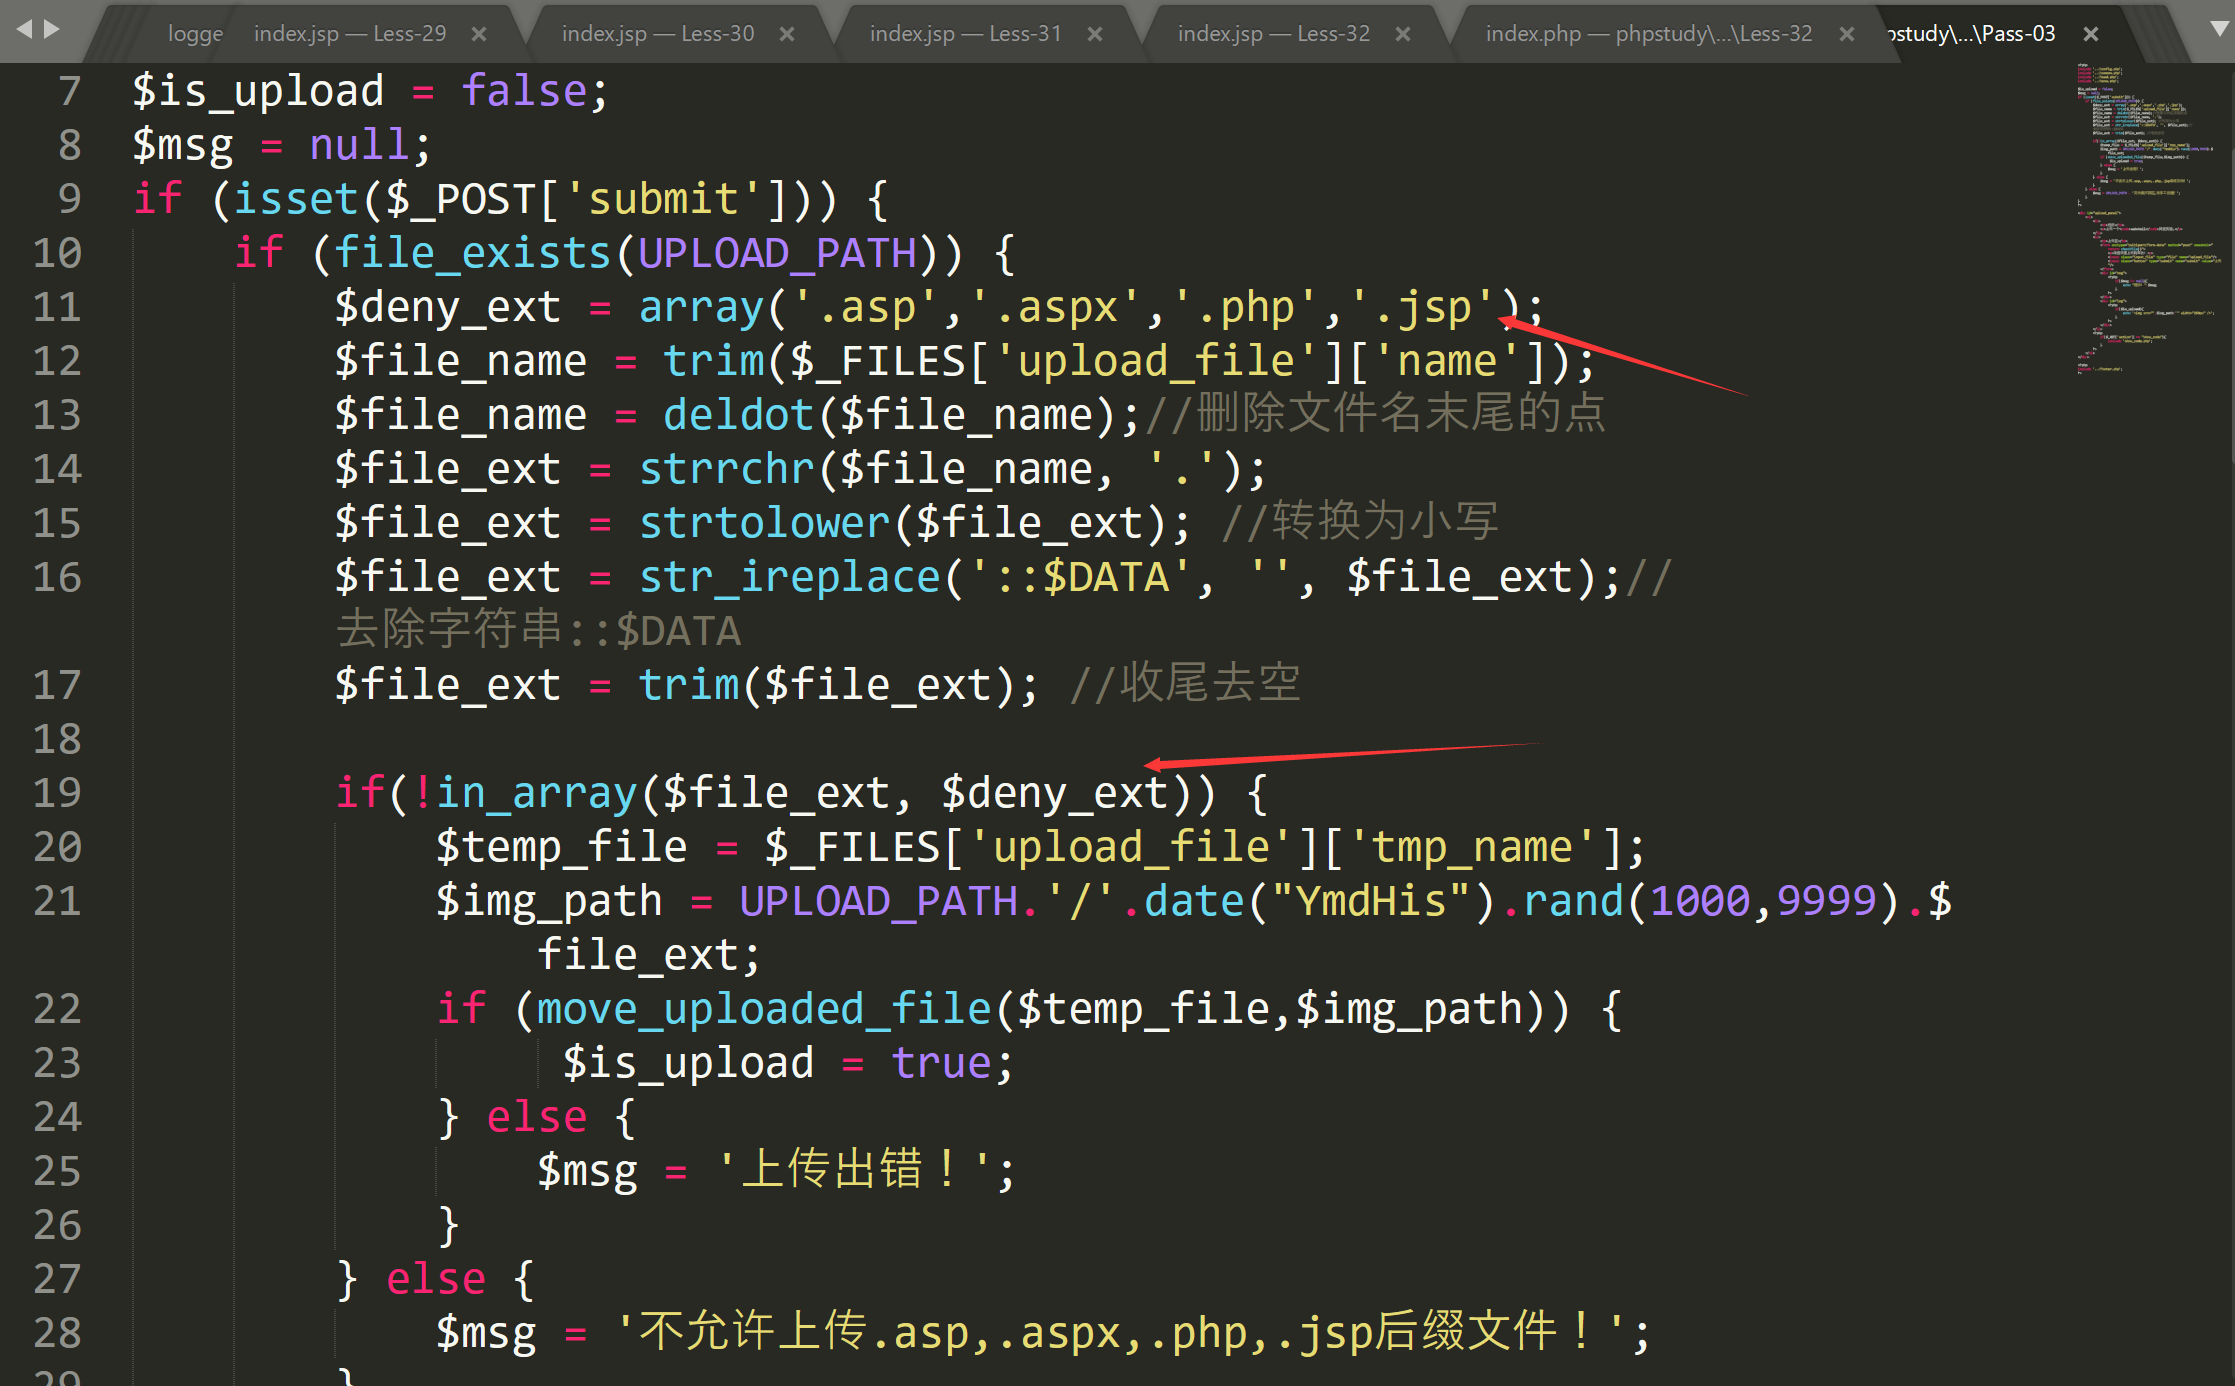 logge
index.jsp — Less-29
index.jsp — Less-30
index.jsp — Less-31
index.jsp — Less-32
index.php — phpstudy\...\Less-32
pstudy\...\Pass-03
7 $is_upload = false;
8 $msg = null;
9 if (isset($_POST['submit'])) {
10 if (file_exists(UPLOAD_PATH)) {
11 $deny_ext = array('.asp','.aspx','.php','.jsp');
12 $file_name = trim($_FILES['upload_file']['name']);
13 $file_name = deldot($file_name);//删除文件名末尾的点
14 $file_ext = strrchr($file_name, '.');
15 $file_ext = strtolower($file_ext); //转换为小写
16 $file_ext = str_ireplace('::$DATA', '', $file_ext);//
去除字符串::$DATA
17 $file_ext = trim($file_ext); //收尾去空
18
19 if(!in_array($file_ext, $deny_ext)) {
20 $temp_file = $_FILES['upload_file']['tmp_name'];
21 $img_path = UPLOAD_PATH.'/'.date("YmdHis").rand(1000,9999).$
file_ext;
22 if (move_uploaded_file($temp_file,$img_path)) {
23 $is_upload = true;
24 } else {
25 $msg = '上传出错！';
26 }
27 } else {
28 $msg = '不允许上传.asp,.aspx,.php,.jsp后缀文件！';
29 }